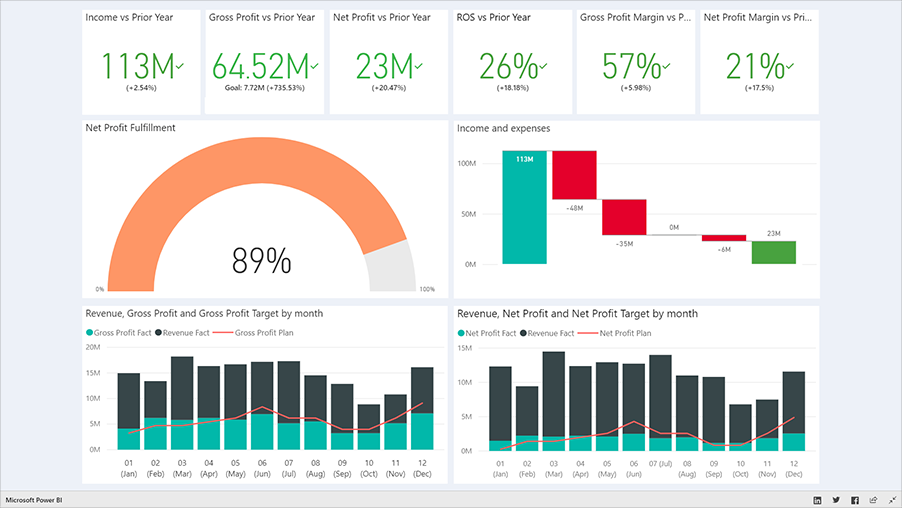 Income vs Prior Year
113M
(+2.54%)
Gross Profit vs Prior Year
64.52M
Goal: 7.72M (+735.53%)
Net Profit vs Prior Year
23M
(+20.47%)
ROS vs Prior Year
26%
(+18.18%)
Gross Profit Margin vs P...
57%
(+5.98%)
Net Profit Margin vs Pri...
21%
(+17.5%)
Net Profit Fulfillment
89%
0%
100%
Income and expenses
100M
50M
0M
113M
-48M
-35M
0M
-6M
23M
Revenue, Gross Profit and Gross Profit Target by month
Gross Profit Fact Revenue Fact Gross Profit Plan
20M
15M
10M
5M
0M
01 02 03 04 05 06 07 08 09 10 11 12
(Jan) (Feb) (Mar) (Apr) (May) (Jun) (Jul) (Aug) (Sep) (Oct) (Nov) (Dec)
Revenue, Net Profit and Net Profit Target by month
Net Profit Fact Revenue Fact Net Profit Plan
15M
10M
5M
0M
01 02 03 04 05 06 07 (Jul) 08 09 10 11 12
(Jan) (Feb) (Mar) (Apr) (May) (Jun) (Aug) (Sep) (Oct) (Nov) (Dec)
Microsoft Power BI